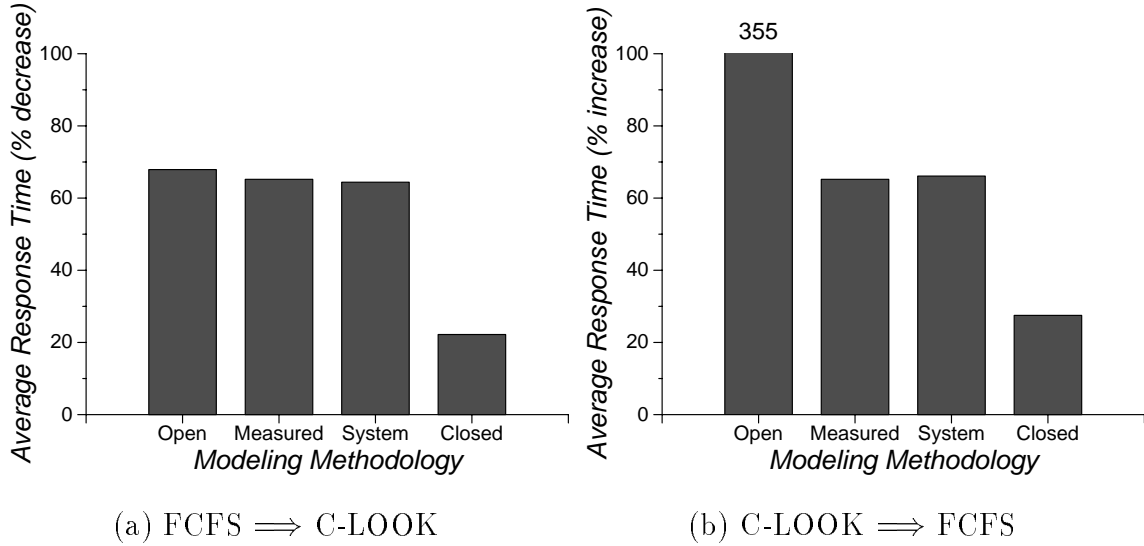 Average Response Time (% decrease)
100
80
60
40
20
0
Open Measured System Closed
Modeling Methodology
(a) FCFS ⟹ C-LOOK
Average Response Time (% increase)
355
100
80
60
40
20
0
Open Measured System Closed
Modeling Methodology
(b) C-LOOK ⟹ FCFS